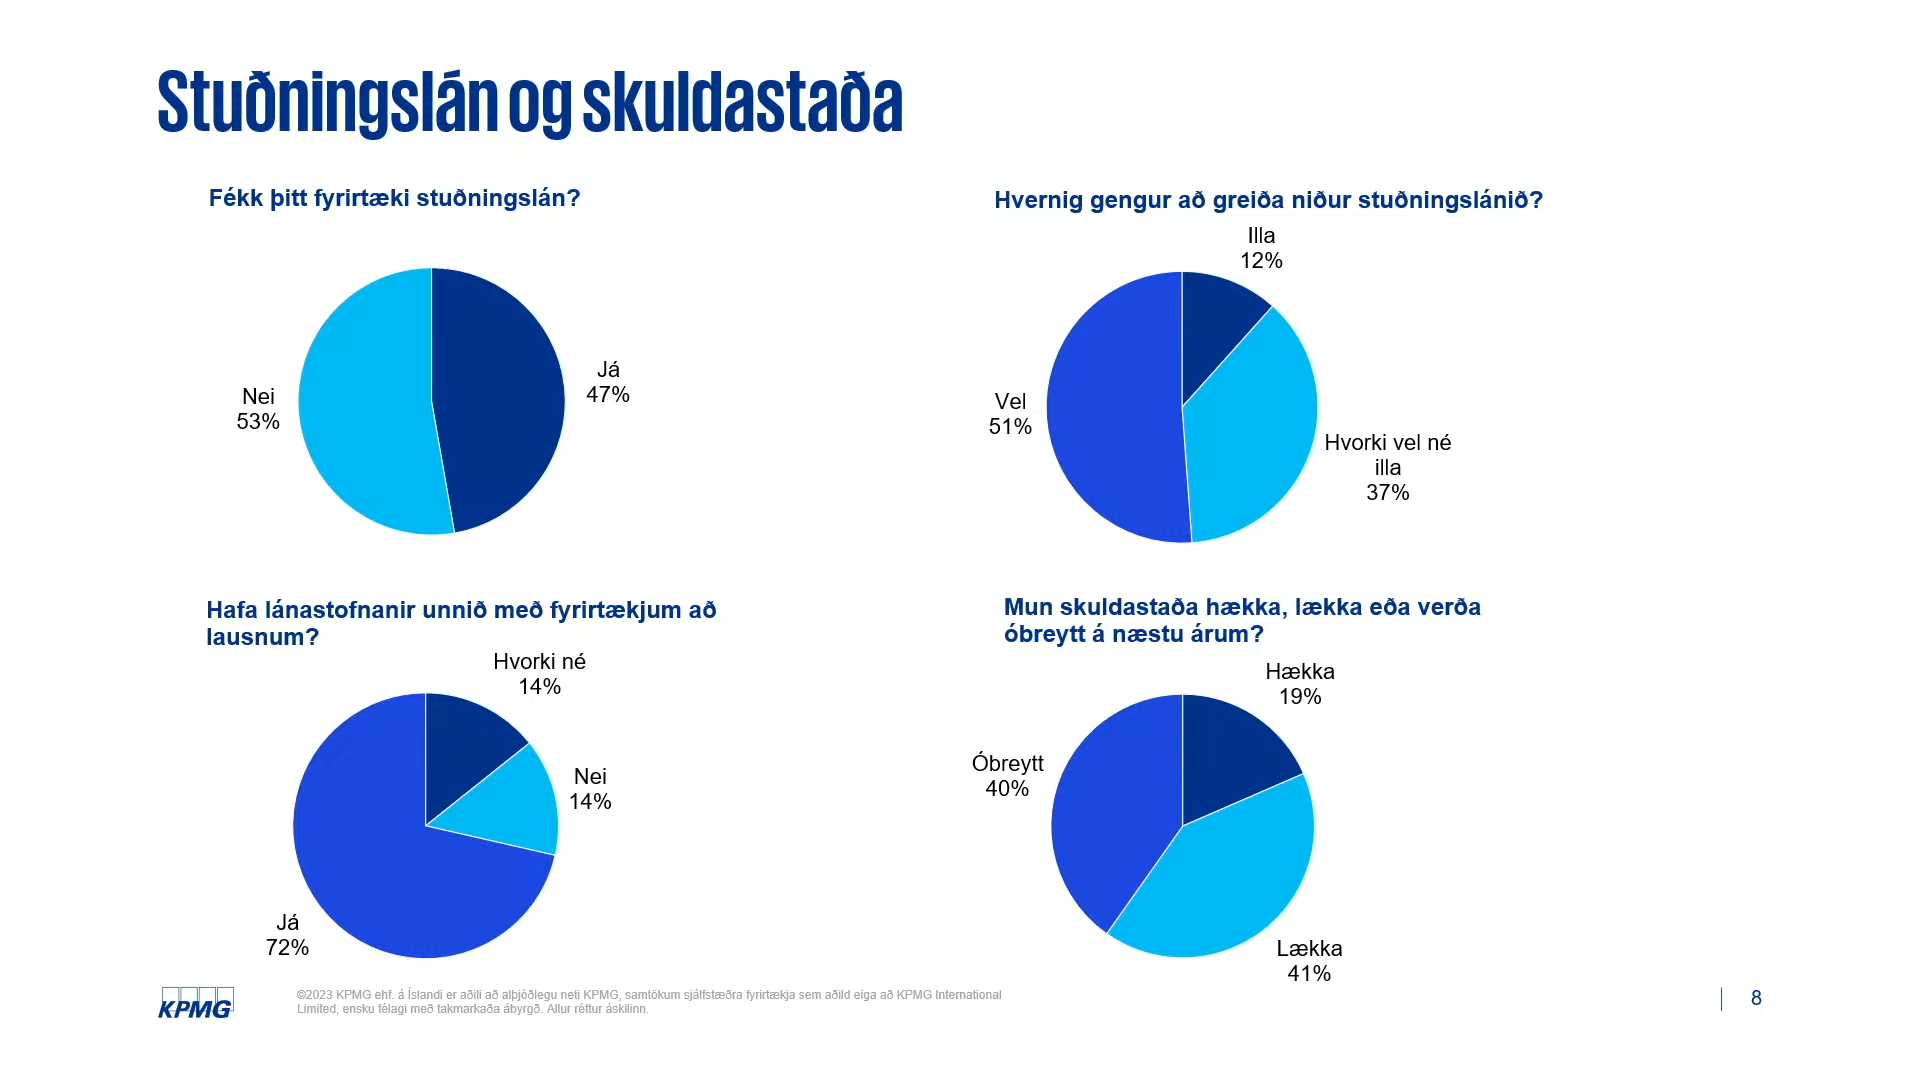 Stuðningslán og skuldastaða
Fékk þitt fyrirtæki stuðningslán?
Já
47%
Nei
53%
Hvernig gengur að greiða niður stuðningslánið?
Illa
12%
Vel
51%
Hvorki vel né
illa
37%
Hafa lánastofnanir unnið með fyrirtækjum að
lausnum?
Hvorki né
14%
Nei
14%
Já
72%
Mun skuldastaða hækka, lækka eða verða
óbreytt á næstu árum?
Hækka
19%
Óbreytt
40%
Lækka
41%
KPMG
©2023 KPMG ehf. á Íslandi er aðili að alþjóðlegu neti KPMG, samtökum sjálfstæðra fyrirtækja sem aðild eiga að KPMG International
Limited, ensku félagi með takmarkaða ábyrgð. Allur réttur áskilinn.
8